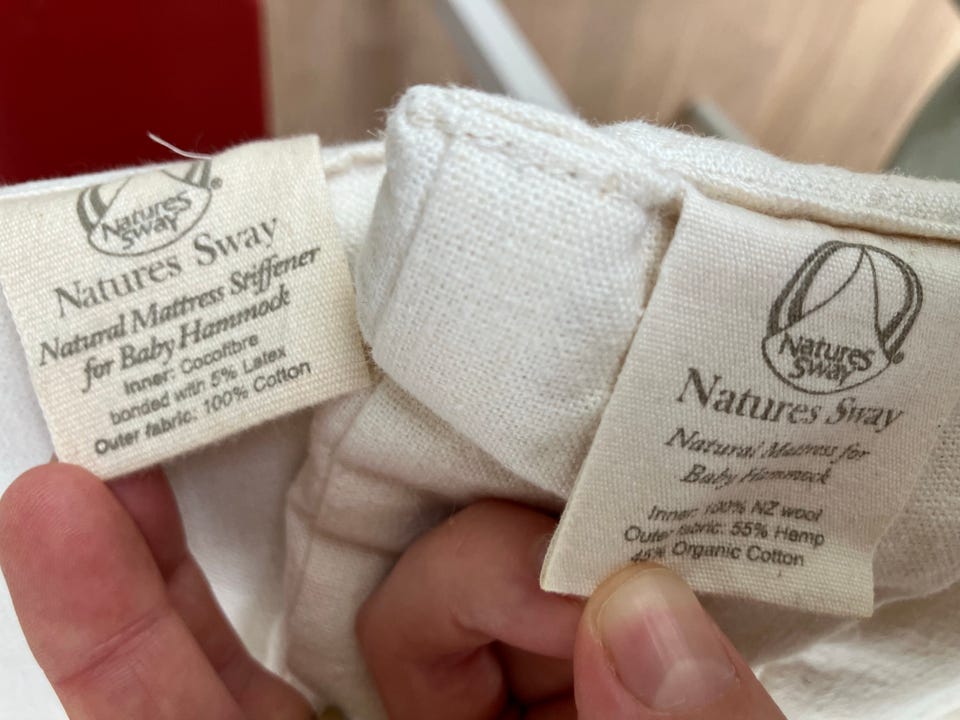 Natures
Sway
®
Natures Sway
Natural Mattress Stiffener
for Baby Hammock
Inner: Cocofibre
bonded with 5% Latex
Outer fabric: 100% Cotton
Natures
Sway
®
Natures Sway
Natural Mattress for
Baby Hammock
Inner: 100% NZ wool
Outer fabric: 55% Hemp
45% Organic Cotton